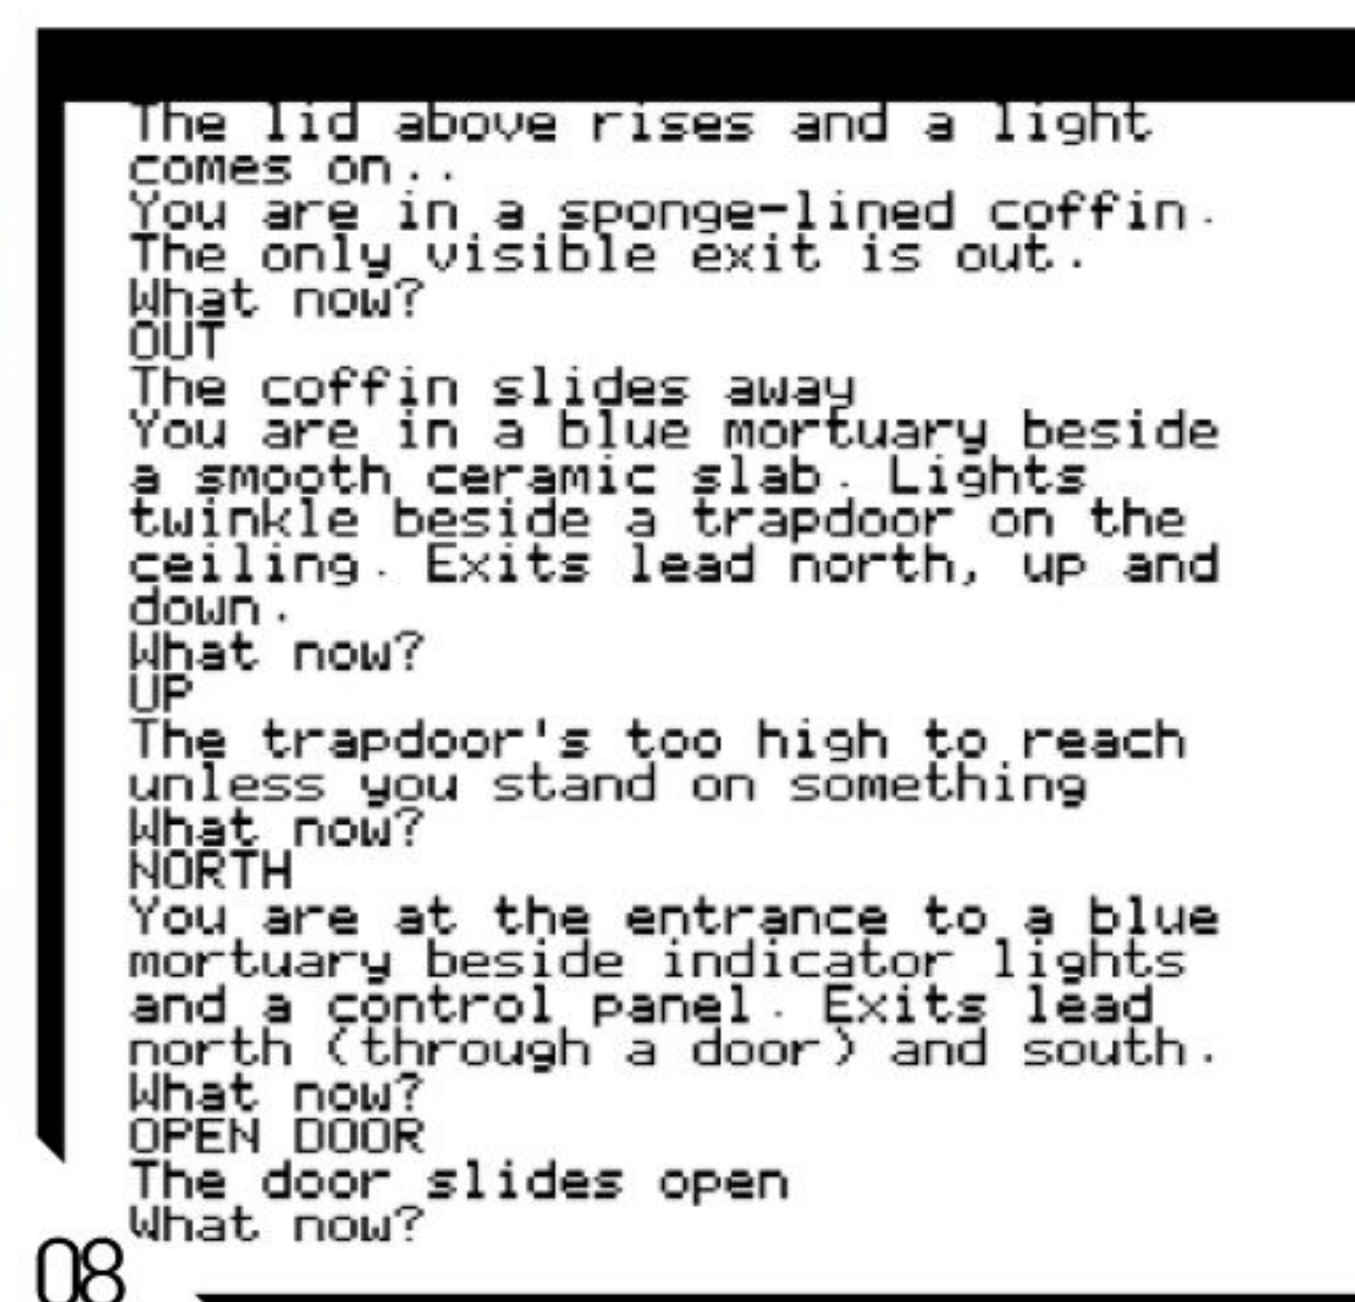 The lid above rises and a light
comes on..
You are in a sponge-lined coffin.
The only visible exit is out.
What now?
OUT
The coffin slides away
You are in a blue mortuary beside
a smooth ceramic slab. Lights
twinkle beside a trapdoor on the
ceiling. Exits lead north, up and
down.
What now?
UP
The trapdoor's too high to reach
unless you stand on something
What now?
NORTH
You are at the entrance to a blue
mortuary beside indicator lights
and a control panel. Exits lead
north (through a door) and south.
What now?
OPEN DOOR
The door slides open
What now?
08